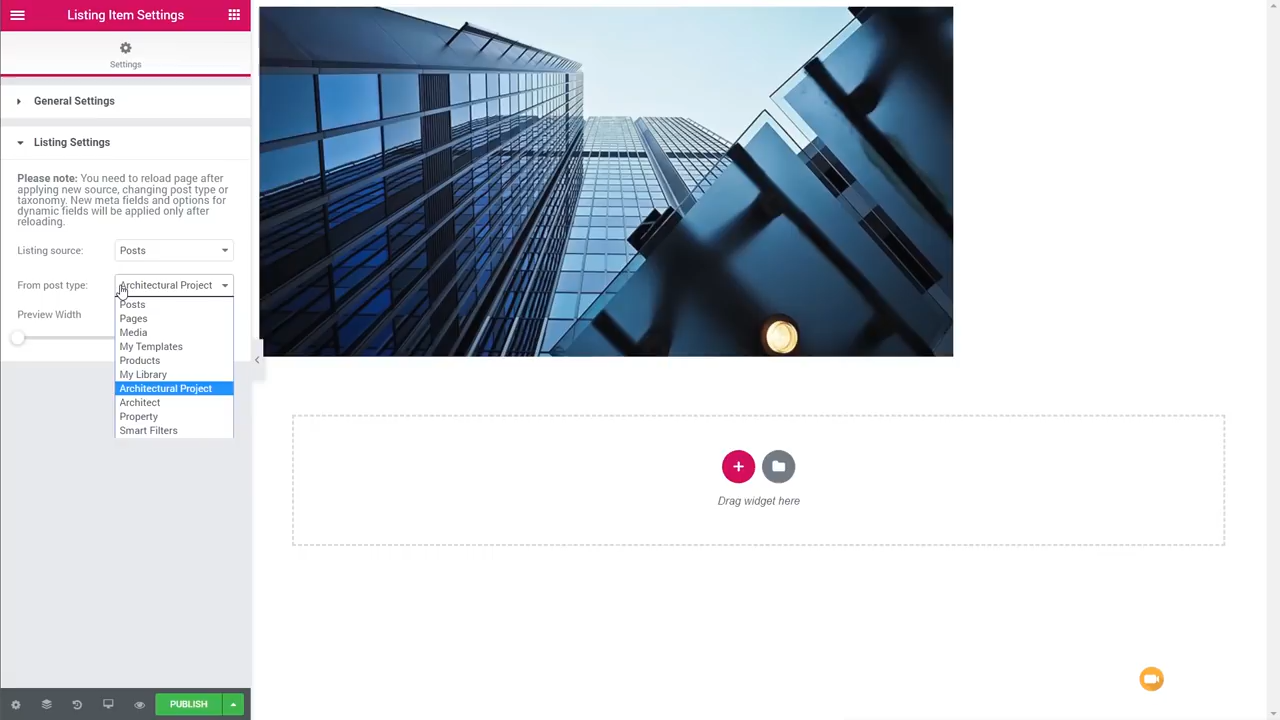 Listing Item Settings
Settings
General Settings
Listing Settings
Please note: You need to reload page after
applying new source, changing post type or
taxonomy. New meta fields and options for
dynamic fields will be applied only after
reloading.
Listing source:
Posts
From post type:
Architectural Project
Posts
Pages
Media
My Templates
Products
My Library
Architectural Project
Architect
Property
Smart Filters
Preview Width
Drag widget here
PUBLISH